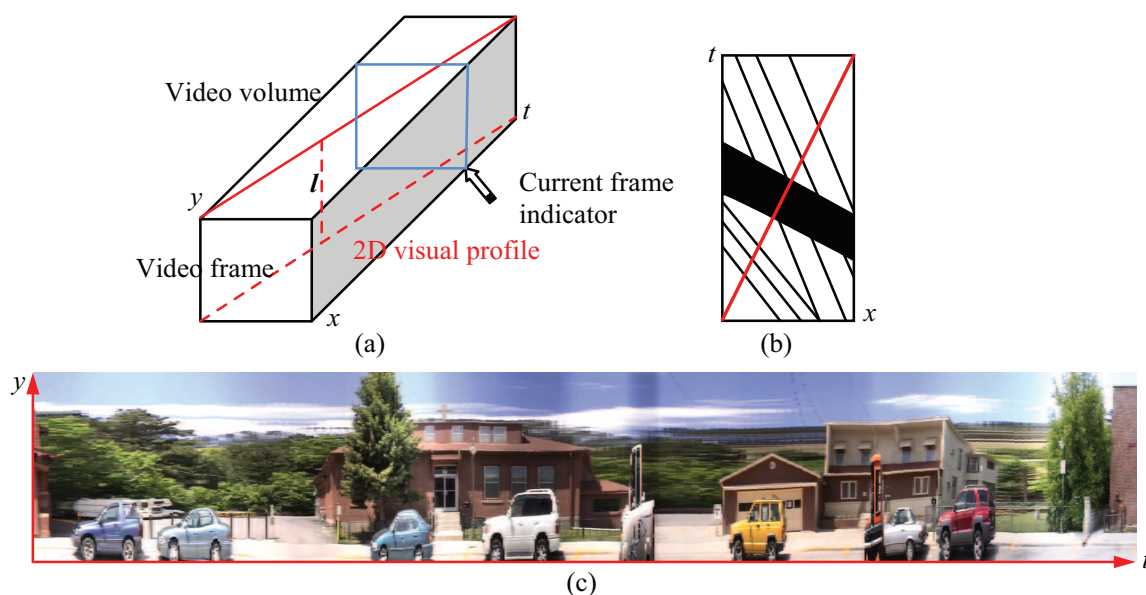 Video volume
t
y
l
Current frame
indicator
2D visual profile
Video frame
x
(a)
t
x
(b)
y
t
(c)